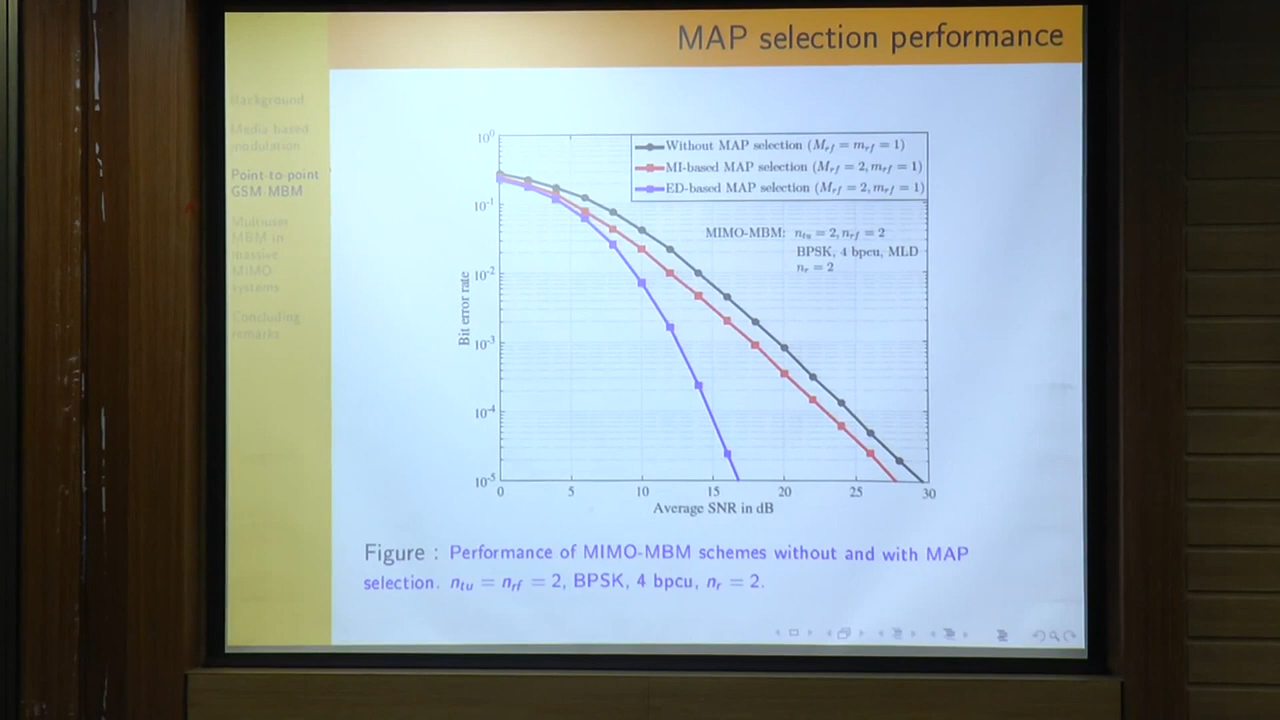 MAP selection performance
Background
Media based
modulation
Point-to-point
GSM-MBM
Multiuser
MBM in
massive
MIMO
systems
Concluding
remarks
10⁰
10⁻¹
10⁻²
10⁻³
10⁻⁴
10⁻⁵
Bit error rate
Without MAP selection (M_rf = m_rf = 1)
MI-based MAP selection (M_rf = 2, m_rf = 1)
ED-based MAP selection (M_rf = 2, m_rf = 1)
MIMO-MBM: n_tu = 2, n_rf = 2
BPSK, 4 bpcu, MLD
n_r = 2
0 5 10 15 20 25 30
Average SNR in dB
Figure : Performance of MIMO-MBM schemes without and with MAP
selection. n_tu = n_rf = 2, BPSK, 4 bpcu, n_r = 2.